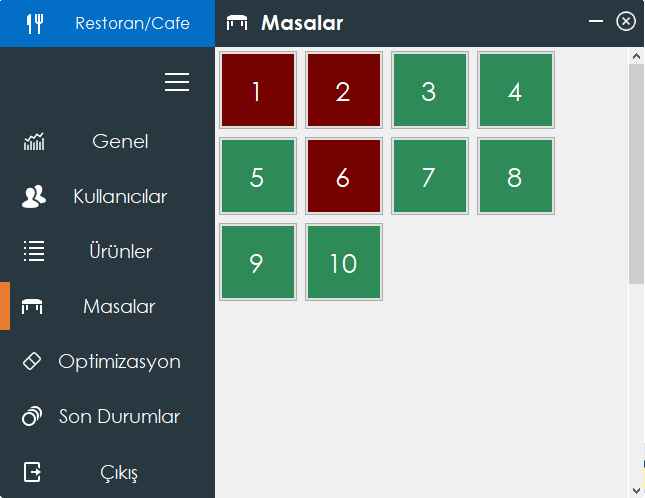 Restoran/Cafe
Masalar
Genel
Kullanıcılar
Ürünler
Masalar
Optimizasyon
Son Durumlar
Çıkış
1 2 3 4
5 6 7 8
9 10